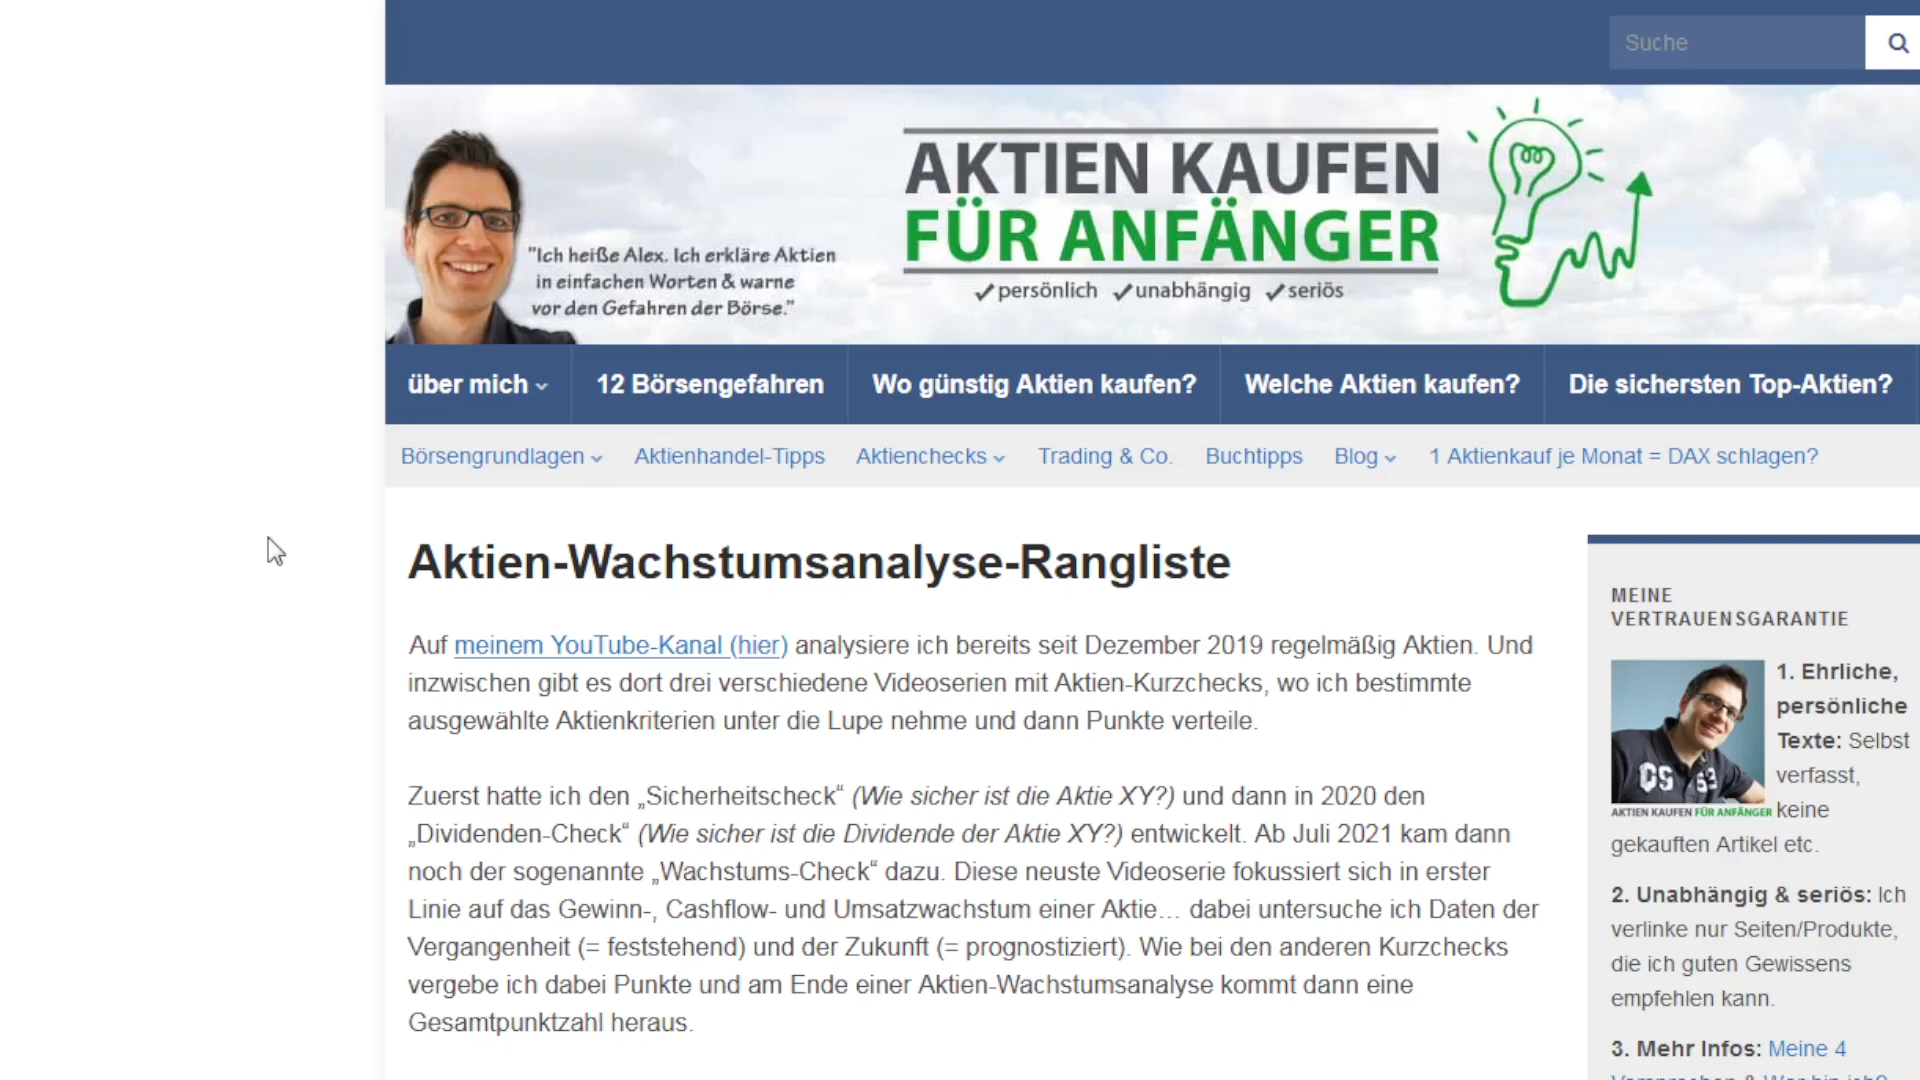 Suche
"Ich heiße Alex. Ich erkläre Aktien
in einfachen Worten & warne
vor den Gefahren der Börse."
AKTIEN KAUFEN
FÜR ANFÄNGER
✓persönlich ✓unabhängig ✓seriös
über mich
12 Börsengefahren
Wo günstig Aktien kaufen?
Welche Aktien kaufen?
Die sichersten Top-Aktien?
Börsengrundlagen
Aktienhandel-Tipps
Aktienchecks
Trading & Co.
Buchtipps
Blog
1 Aktienkauf je Monat = DAX schlagen?
Aktien-Wachstumsanalyse-Rangliste
Auf meinem YouTube-Kanal (hier) analysiere ich bereits seit Dezember 2019 regelmäßig Aktien. Und
inzwischen gibt es dort drei verschiedene Videoserien mit Aktien-Kurzchecks, wo ich bestimmte
ausgewählte Aktienkriterien unter die Lupe nehme und dann Punkte verteile.
Zuerst hatte ich den „Sicherheitscheck“ (Wie sicher ist die Aktie XY?) und dann in 2020 den
„Dividenden-Check“ (Wie sicher ist die Dividende der Aktie XY?) entwickelt. Ab Juli 2021 kam dann
noch der sogenannte „Wachstums-Check“ dazu. Diese neuste Videoserie fokussiert sich in erster
Linie auf das Gewinn-, Cashflow- und Umsatzwachstum einer Aktie… dabei untersuche ich Daten der
Vergangenheit (= feststehend) und der Zukunft (= prognostiziert). Wie bei den anderen Kurzchecks
vergebe ich dabei Punkte und am Ende einer Aktien-Wachstumsanalyse kommt dann eine
Gesamtpunktzahl heraus.
MEINE
VERTRAUENSGARANTIE
DS 53
AKTIEN KAUFEN FÜR ANFÄNGER
1. Ehrliche,
persönliche
Texte: Selbst
verfasst,
keine
gekauften Artikel etc.
2. Unabhängig & seriös: Ich
verlinke nur Seiten/Produkte,
die ich guten Gewissens
empfehlen kann.
3. Mehr Infos: Meine 4
Versprechen & Wer bin ich?